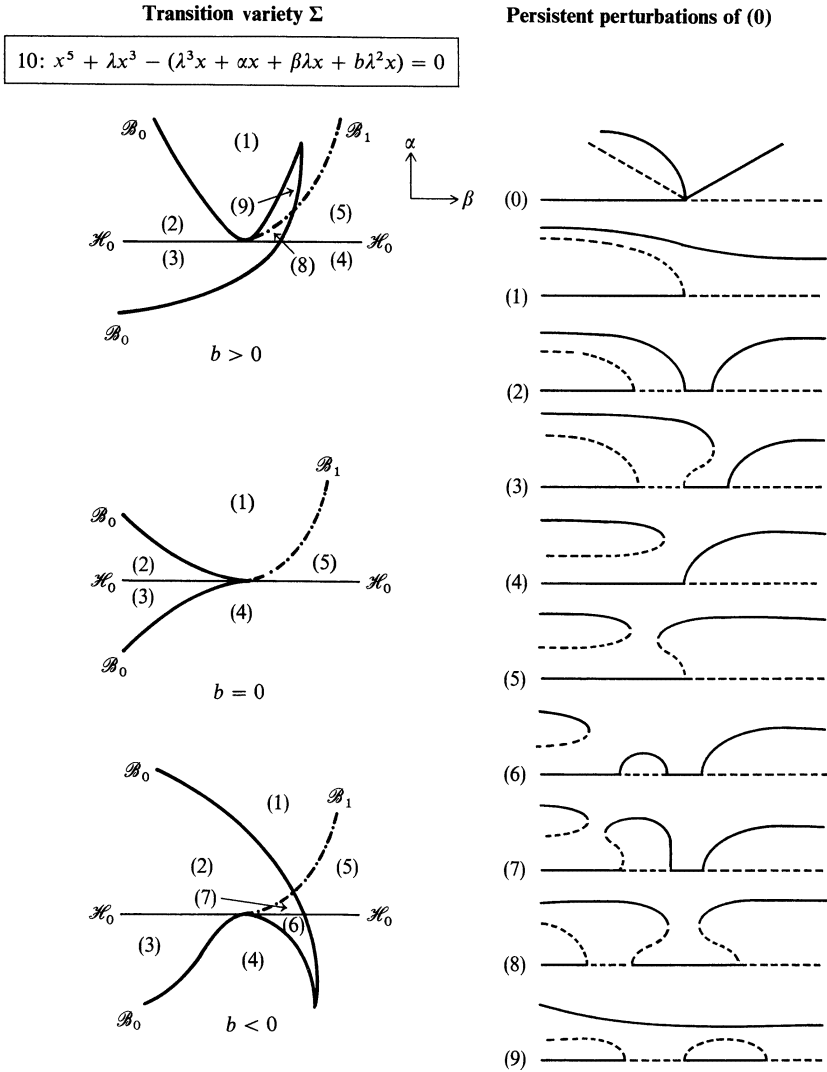 Transition variety Σ
Persistent perturbations of (0)
10: x⁵ + λx³ − (λ³x + αx + βλx + bλ²x) = 0
ℬ₀
(1)
ℬ₁
α
β
(9)
(2)
(5)
ℋ₀
ℋ₀
(3)
(8)
(4)
ℬ₀
b > 0
ℬ₁
ℬ₀
(1)
(2)
(5)
ℋ₀
ℋ₀
(3)
(4)
ℬ₀
b = 0
ℬ₀
(1)
ℬ₁
(2)
(5)
(7)
ℋ₀
ℋ₀
(6)
(3)
(4)
ℬ₀
b < 0
(0)
(1)
(2)
(3)
(4)
(5)
(6)
(7)
(8)
(9)